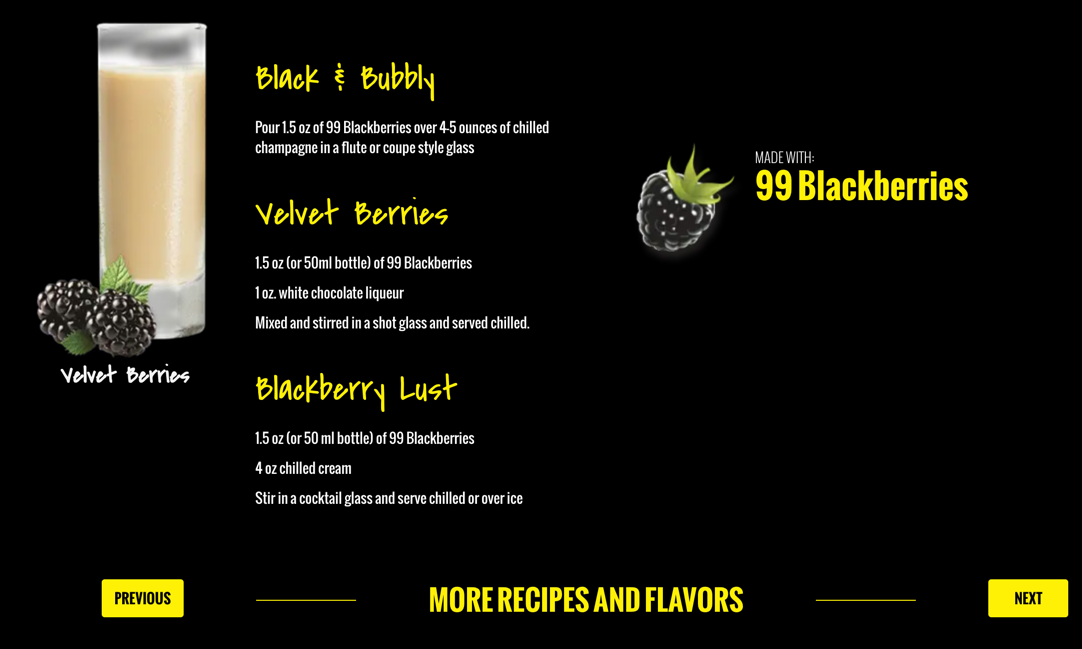 Black & Bubbly
Pour 1.5 oz of 99 Blackberries over 4-5 ounces of chilled
champagne in a flute or coupe style glass
Velvet Berries
1.5 oz (or 50ml bottle) of 99 Blackberries
1 oz. white chocolate liqueur
Mixed and stirred in a shot glass and served chilled.
Blackberry Lust
1.5 oz (or 50 ml bottle) of 99 Blackberries
4 oz chilled cream
Stir in a cocktail glass and serve chilled or over ice
Velvet Berries
MADE WITH:
99 Blackberries
PREVIOUS
MORE RECIPES AND FLAVORS
NEXT